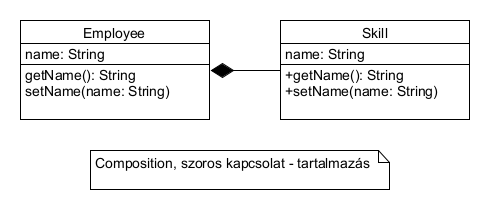 Employee
name: String
getName(): String
setName(name: String)
Skill
name: String
+getName(): String
+setName(name: String)
Composition, szoros kapcsolat - tartalmazás